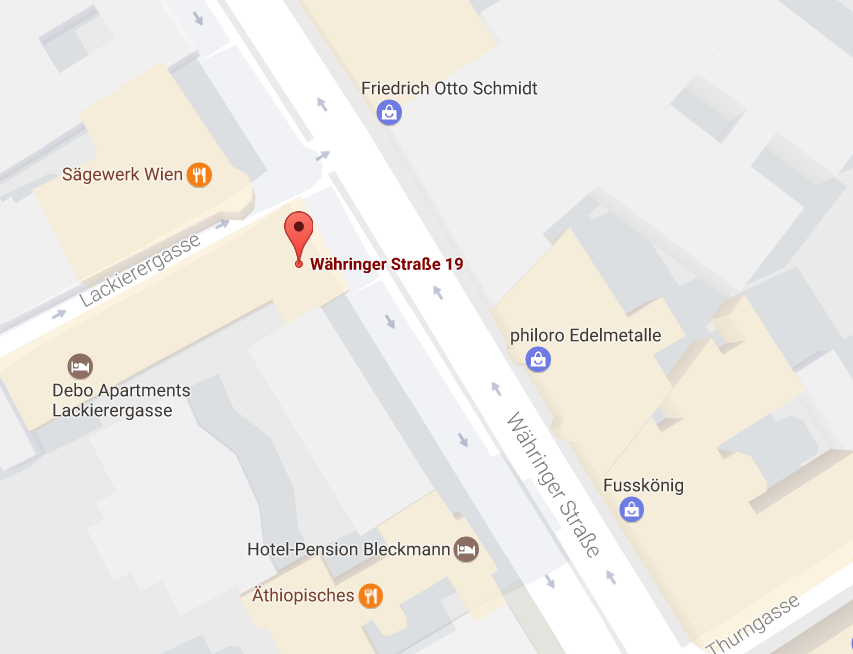 Friedrich Otto Schmidt
Sägewerk Wien
Lackierergasse
Währinger Straße 19
philoro Edelmetalle
Debo Apartments
Lackierergasse
Währinger Straße
Fusskönig
Hotel-Pension Bleckmann
Äthiopisches
Thurngasse